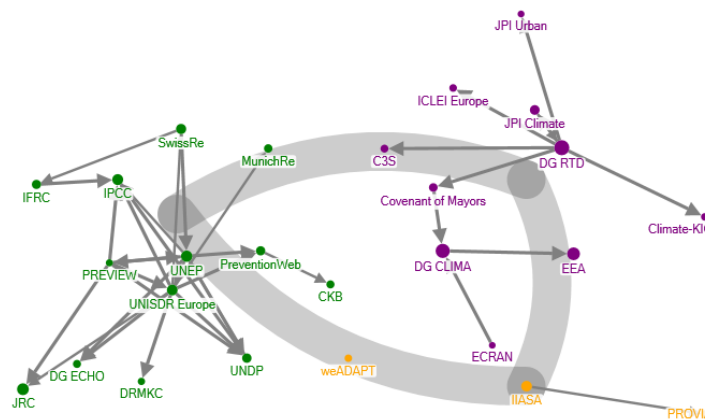 JPI Urban
ICLEI Europe
JPI Climate
SwissRe
MunichRe
C3S
DG RTD
IFRC
IPCC
Covenant of Mayors
Climate-KIC
UNEP
PreventionWeb
DG CLIMA
EEA
PREVIEW
CKB
UNISDR Europe
ECRAN
DG ECHO
UNDP
weADAPT
DRMKC
JRC
IIASA
PROVI